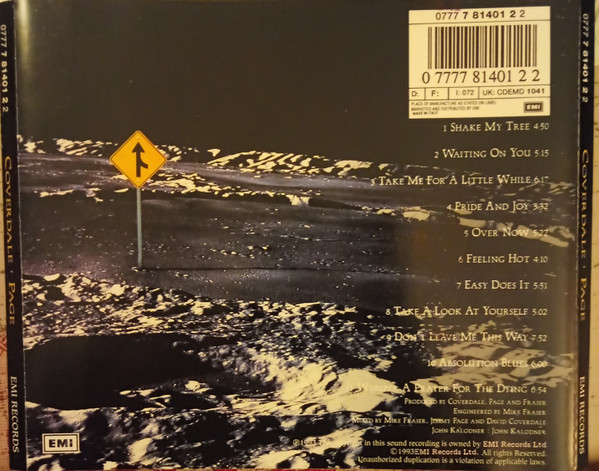 0777 7 81401 2 2
0 77774 81401 2 2
D: F: I: 072 UK: CDEMD 1041
PLACE OF MANUFACTURE AS STATED ON LABEL
MARKETED AND DISTRIBUTED BY EMI
MADE IN ITALY
EMI
1 SHAKE MY TREE 4:50
2 WAITING ON YOU 5:15
3 TAKE ME FOR A LITTLE WHILE 6:17
4 PRIDE AND JOY 3:32
5 OVER NOW 5:22
6 FEELING HOT 4:10
7 EASY DOES IT 5:51
8 TAKE A LOOK AT YOURSELF 5:02
9 DON'T LEAVE ME THIS WAY 7:52
10 ABSOLUTION BLUES 6:00
A PRAYER FOR THE DYING 6:54
PRODUCED BY COVERDALE, PAGE AND FRASER
ENGINEERED BY MIKE FRASER
MIXED BY MIKE FRASER, JIMMY PAGE AND DAVID COVERDALE
JOHN KALODNER : JOHN KALODNER
℗1993 in this sound recording is owned by EMI Records Ltd
©1993EMI Records Ltd. All Rights Reserved.
Unauthorized duplication is a violation of applicable laws.
EMI
0777 7 81401 2 2
COVERDALE · PAGE
EMI RECORDS
0777 7 81401 2 2
COVERDALE · PAGE
EMI RECORDS